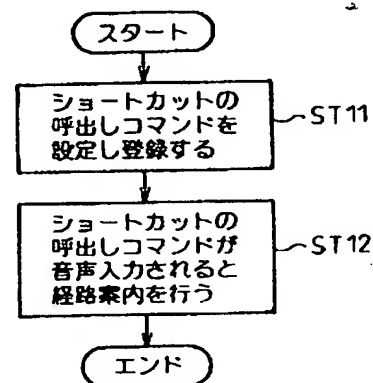 スタート
ショートカットの
呼出しコマンドを
設定し登録する
ST11
ショートカットの
呼出しコマンドが
音声入力されると
経路案内を行う
ST12
エンド